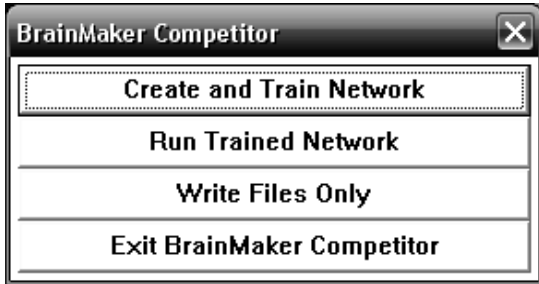 BrainMaker Competitor
Create and Train Network
Run Trained Network
Write Files Only
Exit BrainMaker Competitor